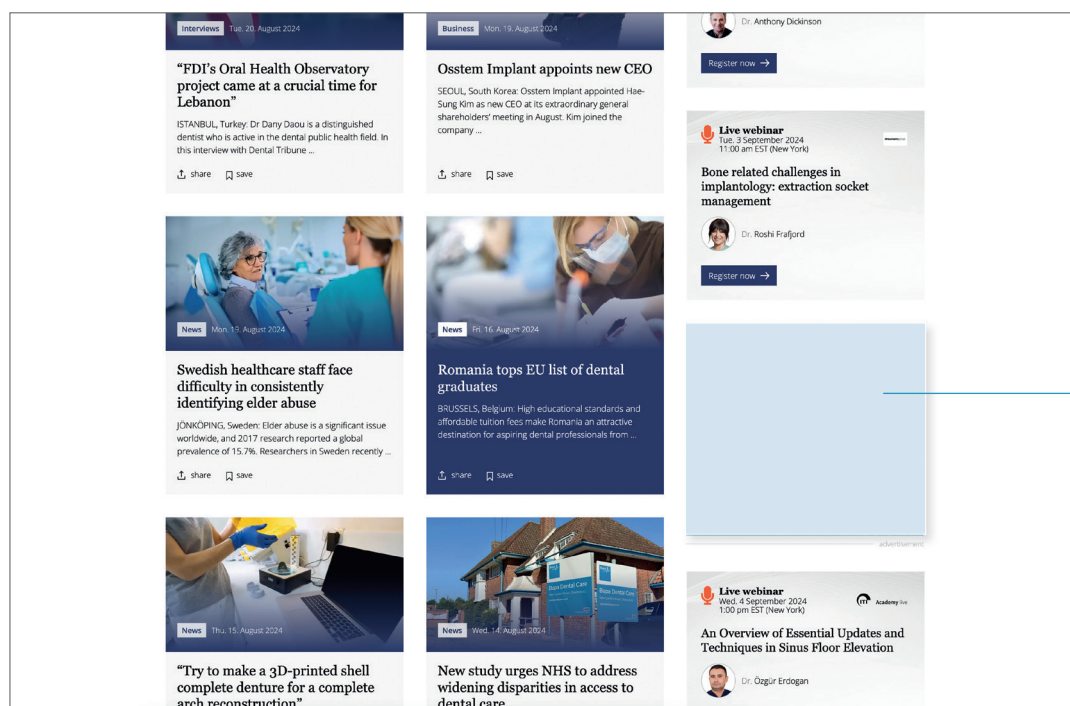 Interviews Tue. 20. August 2024
“FDI’s Oral Health Observatory
project came at a crucial time for
Lebanon”
ISTANBUL, Turkey: Dr Dany Daou is a distinguished
dentist who is active in the dental public health field. In
this interview with Dental Tribune ...
share save
Business Mon. 19. August 2024
Osstem Implant appoints new CEO
SEOUL, South Korea: Osstem Implant appointed Hae-
Sung Kim as new CEO at its extraordinary general
shareholders’ meeting in August. Kim joined the
company ...
share save
Dr. Anthony Dickinson
Register now
Live webinar
Tue. 3 September 2024
11:00 am EST (New York)
Bone related challenges in
implantology: extraction socket
management
Dr. Roshi Frafjord
Register now
News Mon. 19. August 2024
Swedish healthcare staff face
difficulty in consistently
identifying elder abuse
JÖNKÖPING, Sweden: Elder abuse is a significant issue
worldwide, and 2017 research reported a global
prevalence of 15.7%. Researchers in Sweden recently ...
share save
News Fri. 16. August 2024
Romania tops EU list of dental
graduates
BRUSSELS, Belgium: High educational standards and
affordable tuition fees make Romania an attractive
destination for aspiring dental professionals from ...
share save
advertisement
News Thu. 15. August 2024
“Try to make a 3D-printed shell
complete denture for a complete
arch reconstruction”
News Wed. 14. August 2024
Ibasa Dental Care
New study urges NHS to address
widening disparities in access to
dental care
Live webinar
Wed. 4 September 2024
1:00 pm EST (New York)
Academy live
An Overview of Essential Updates and
Techniques in Sinus Floor Elevation
Dr. Özgür Erdogan